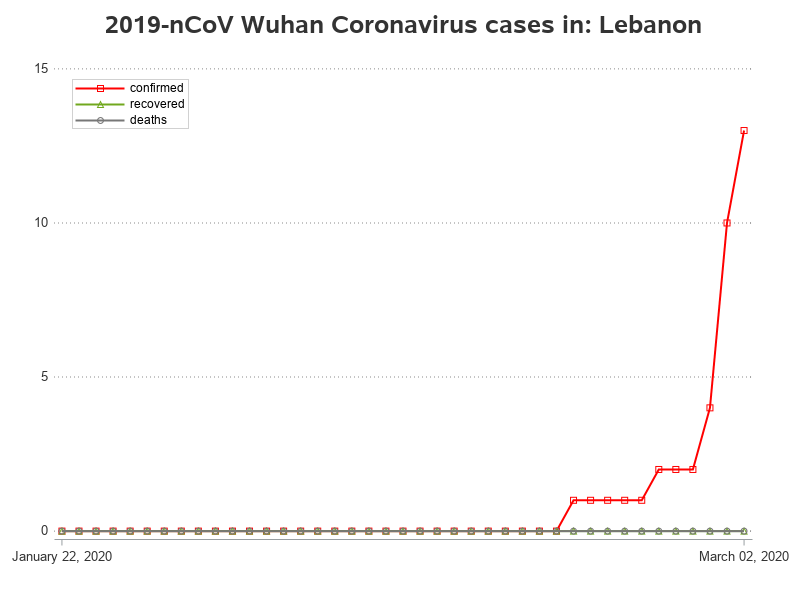 2019-nCoV Wuhan Coronavirus cases in: Lebanon
15
confirmed
recovered
deaths
10
5
0
January 22, 2020
March 02, 2020